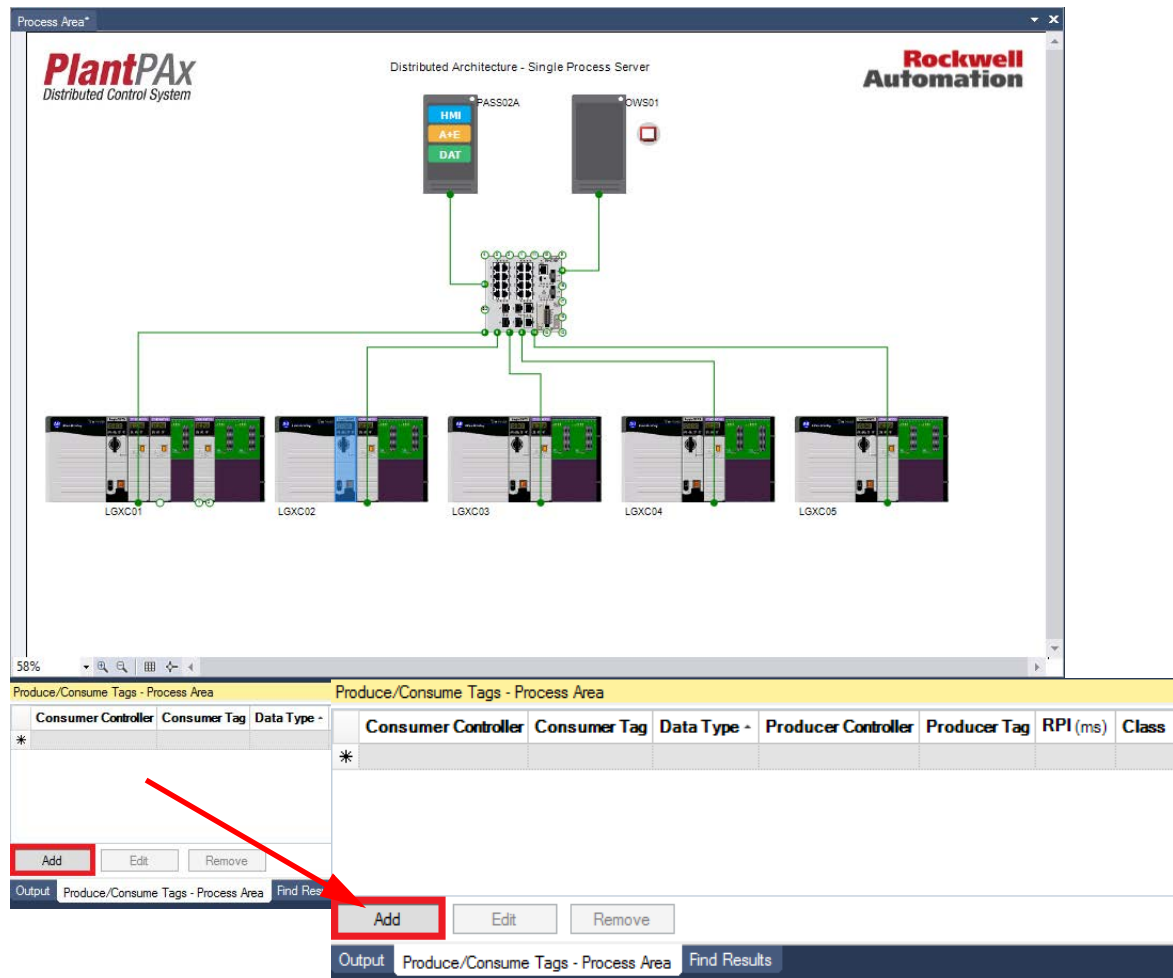 Process Area*
PlantPAx
Distributed Control System
Distributed Architecture - Single Process Server
Rockwell
Automation
PASS02A
OWS01
HMI
A+E
DAT
LGXC01
LGXC02
LGXC03
LGXC04
LGXC05
58%
Produce/Consume Tags - Process Area
Consumer Controller Consumer Tag Data Type
Add Edit Remove
Output Produce/Consume Tags - Process Area Find Res
Produce/Consume Tags - Process Area
Consumer Controller Consumer Tag Data Type Producer Controller Producer Tag RPI (ms) Class
Add Edit Remove
Output Produce/Consume Tags - Process Area Find Results